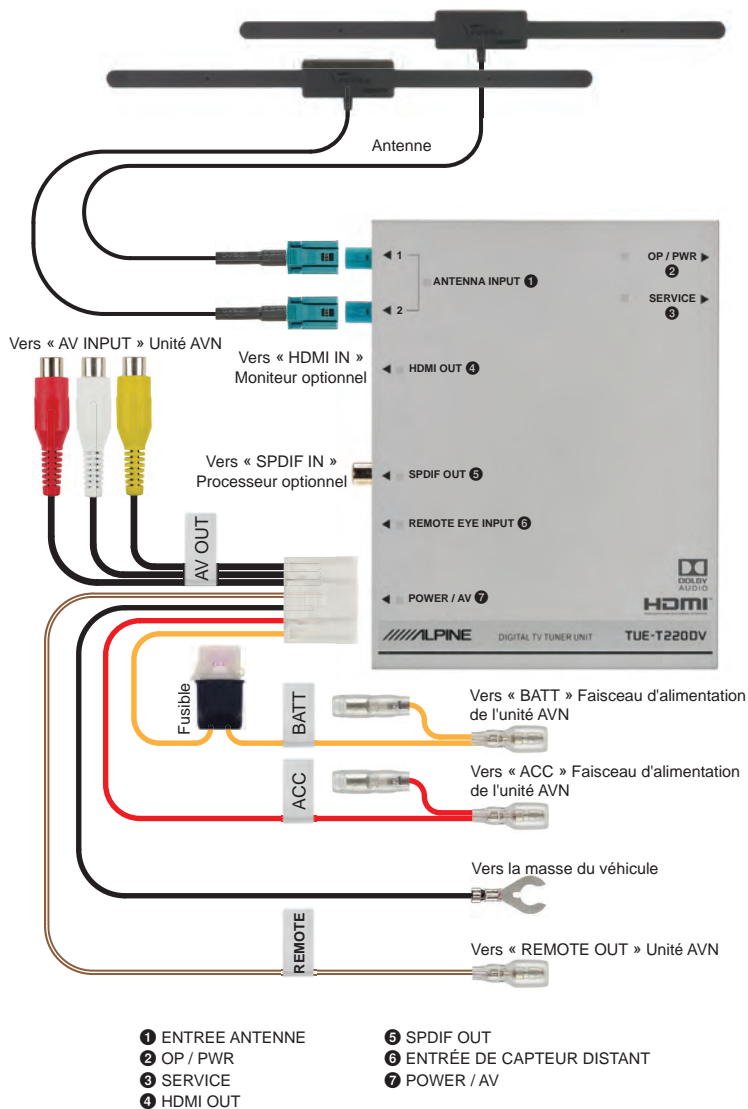 Antenne
1
2
ANTENNA INPUT ❶
OP / PWR
❷
SERVICE
❸
Vers « AV INPUT » Unité AVN
Vers « HDMI IN »
Moniteur optionnel
HDMI OUT ❹
Vers « SPDIF IN »
Processeur optionnel
SPDIF OUT ❺
REMOTE EYE INPUT ❻
AV OUT
POWER / AV ❼
DOLBY
AUDIO
HDMI
ALPINE
DIGITAL TV TUNER UNIT
TUE-T220DV
Fusible
BATT
Vers « BATT » Faisceau d'alimentation
de l'unité AVN
ACC
Vers « ACC » Faisceau d'alimentation
de l'unité AVN
Vers la masse du véhicule
REMOTE
Vers « REMOTE OUT » Unité AVN
❶ ENTREE ANTENNE
❷ OP / PWR
❸ SERVICE
❹ HDMI OUT
❺ SPDIF OUT
❻ ENTRÉE DE CAPTEUR DISTANT
❼ POWER / AV